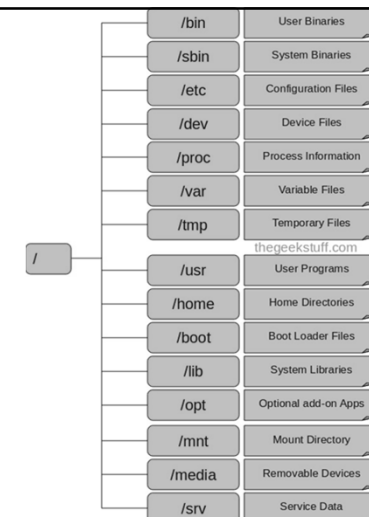 /bin User Binaries
/sbin System Binaries
/etc Configuration Files
/dev Device Files
/proc Process Information
/var Variable Files
/tmp Temporary Files
thegeekstuff.com
/
/usr User Programs
/home Home Directories
/boot Boot Loader Files
/lib System Libraries
/opt Optional add-on Apps
/mnt Mount Directory
/media Removable Devices
/srv Service Data